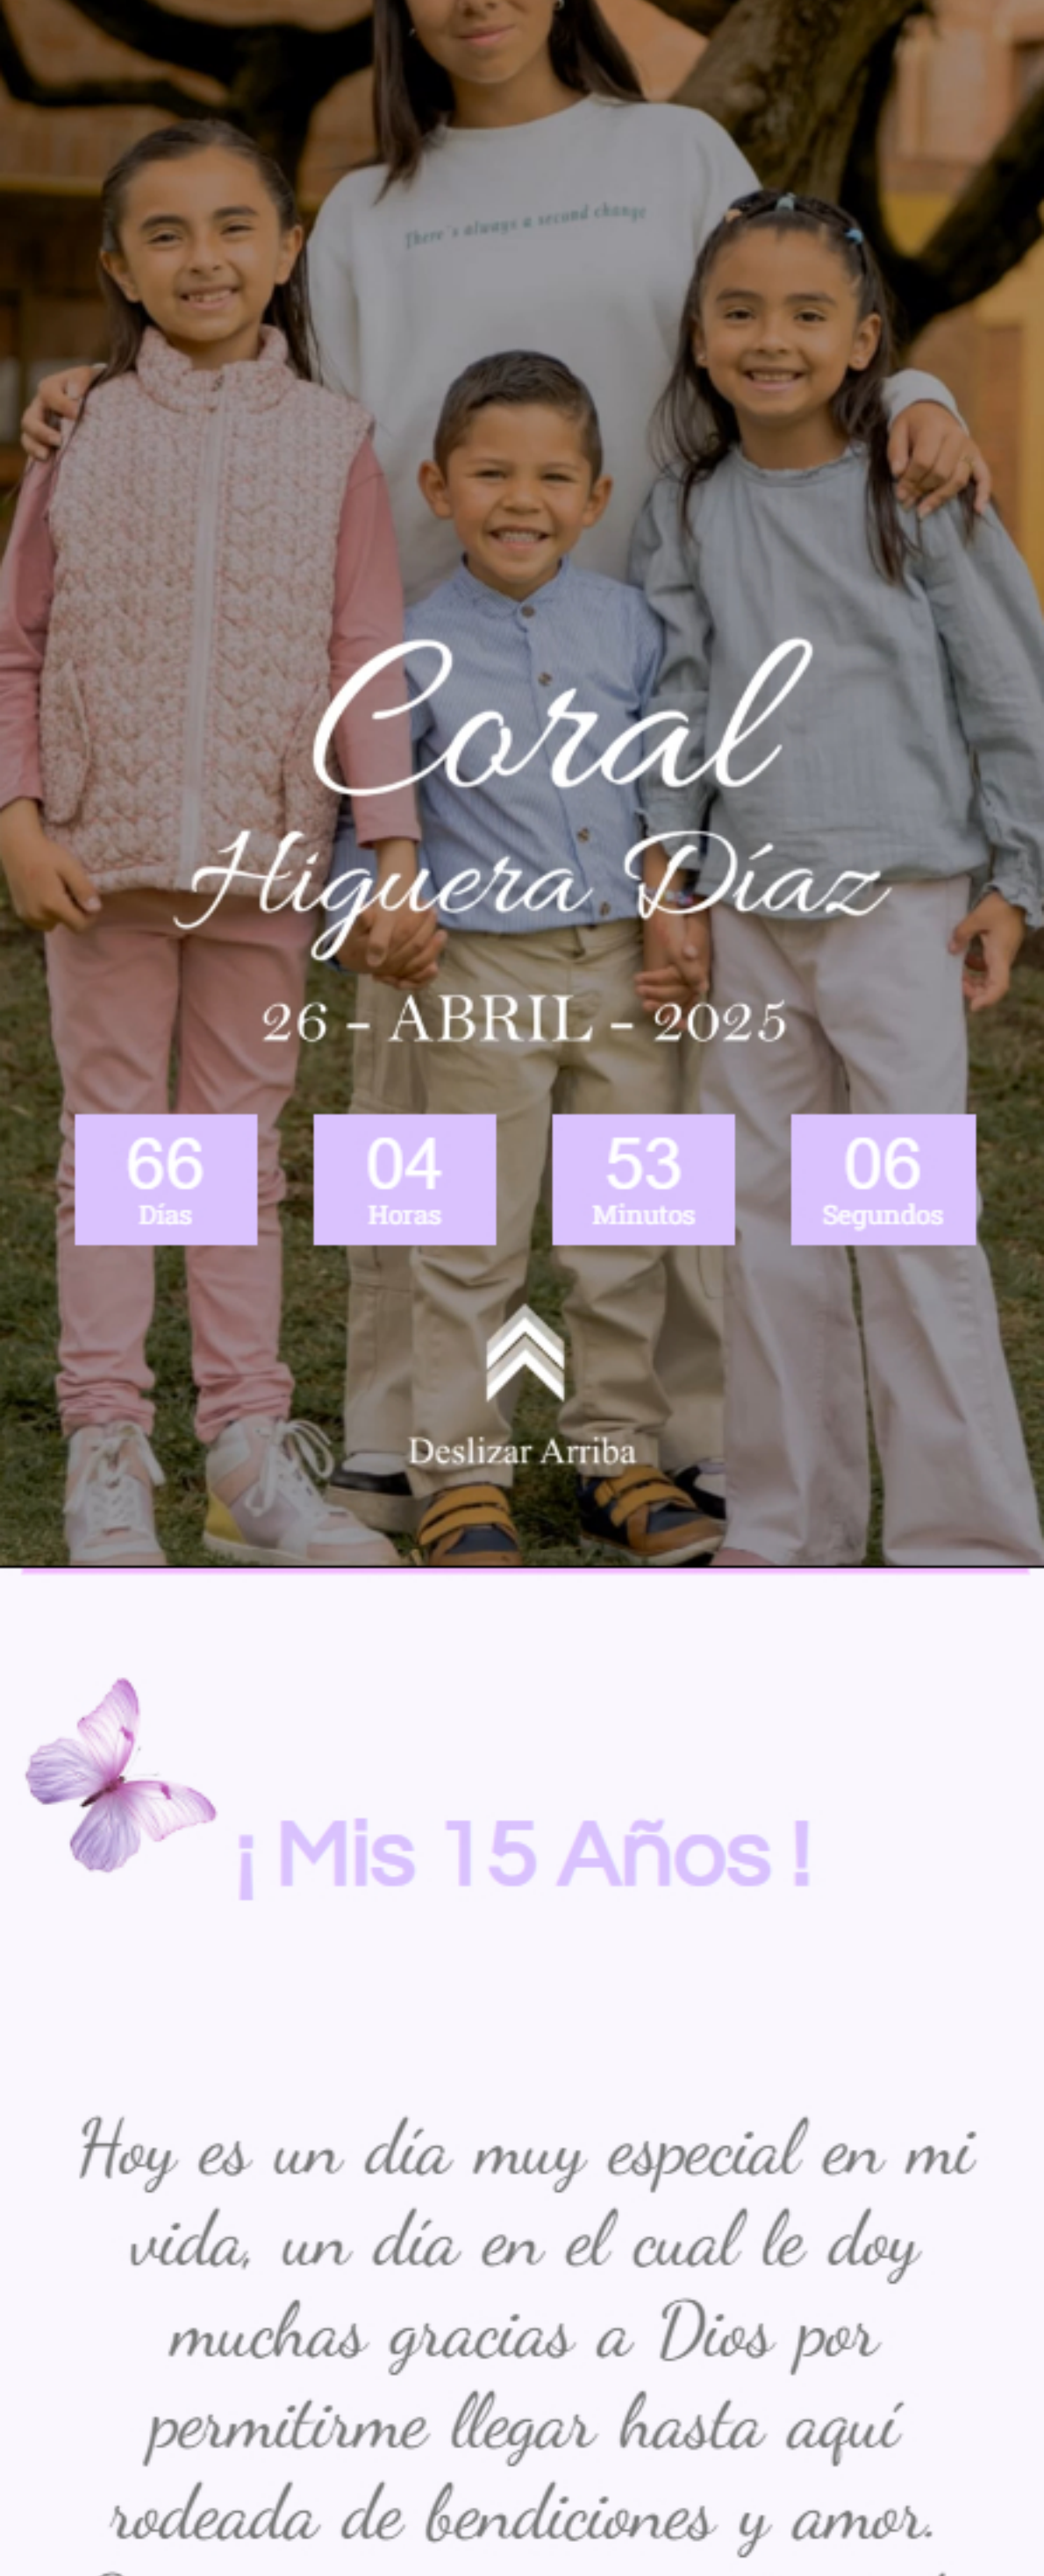 There's always a second change
Coral
Higuera Díaz
26 - ABRIL - 2025
66 04 53 06
Días Horas Minutos Segundos
Deslizar Arriba
¡ Mis 15 Años !
Hoy es un día muy especial en mi
vida, un día en el cual le doy
muchas gracias a Dios por
permitirme llegar hasta aquí
rodeada de bendiciones y amor.